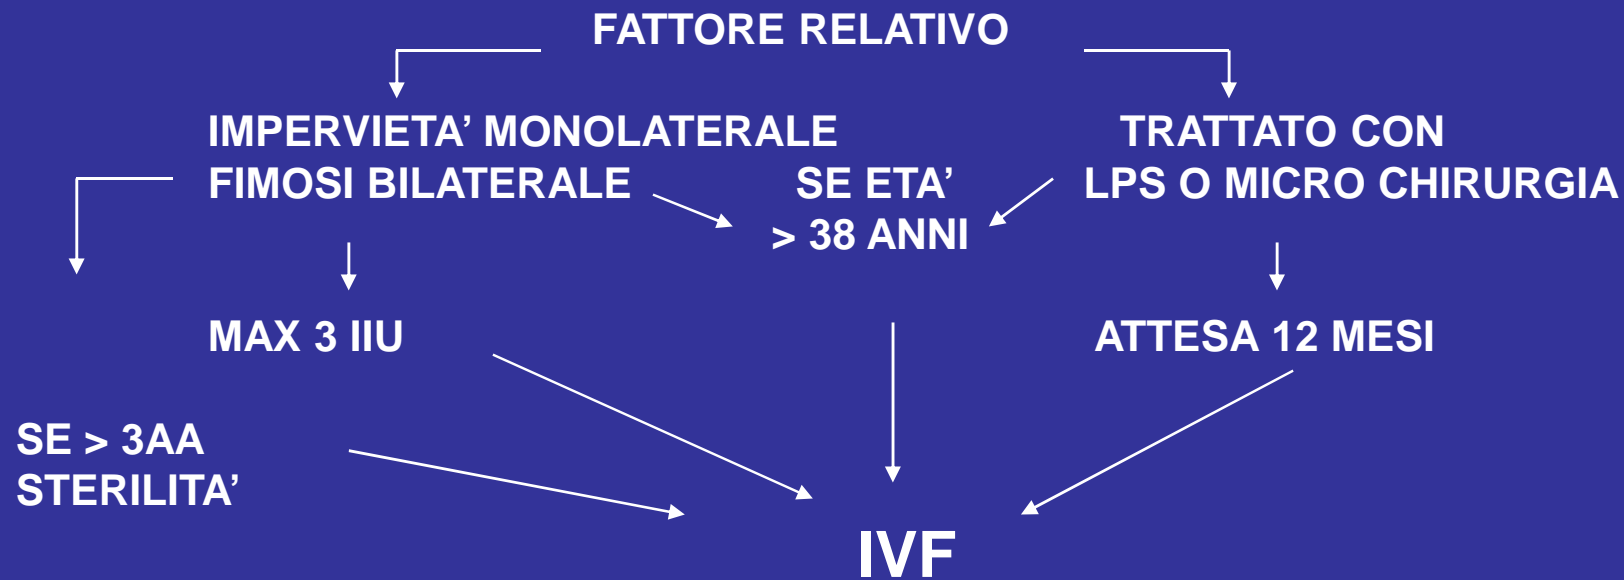 FATTORE RELATIVO
IMPERVIETA’ MONOLATERALE
FIMOSI BILATERALE
SE ETA’
> 38 ANNI
TRATTATO CON
LPS O MICRO CHIRURGIA
MAX 3 IIU
ATTESA 12 MESI
SE > 3AA
STERILITA’
IVF